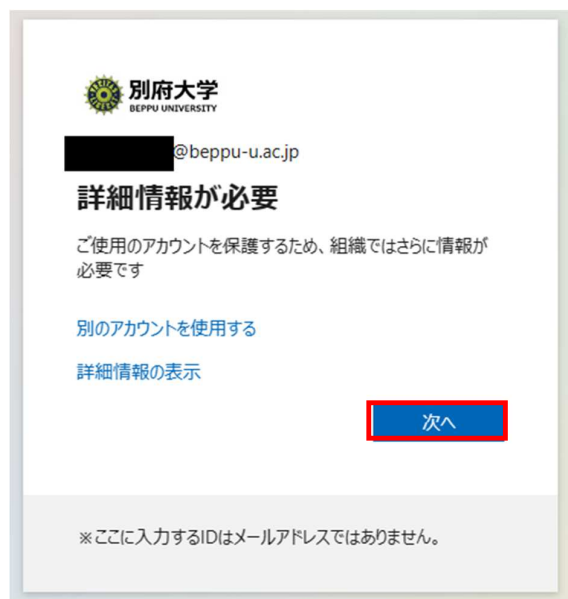 別府大学
BEPPU UNIVERSITY
@beppu-u.ac.jp
詳細情報が必要
ご使用のアカウントを保護するため、組織ではさらに情報が
必要です
別のアカウントを使用する
詳細情報の表示
次へ
※ここに入力するIDはメールアドレスではありません。